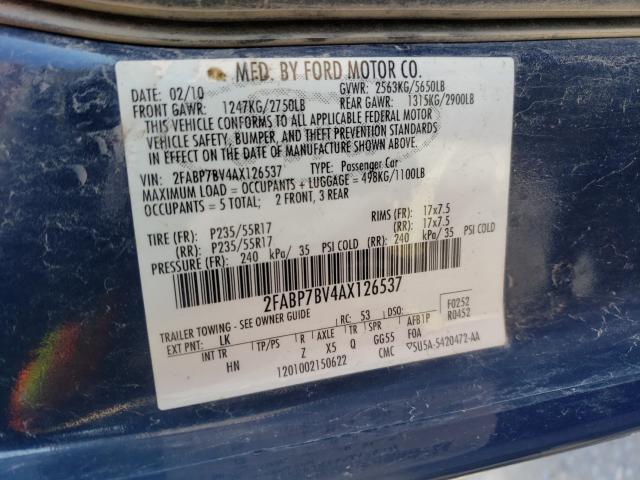 MFD. BY FORD MOTOR CO.
DATE: 02/10 GVWR: 2563KG/5650LB
FRONT GAWR: 1247KG/2750LB REAR GAWR: 1315KG/2900LB
THIS VEHICLE CONFORMS TO ALL APPLICABLE FEDERAL MOTOR
VEHICLE SAFETY, BUMPER, AND THEFT PREVENTION STANDARDS
IN EFFECT ON THE DATE OF MANUFACTURE SHOWN ABOVE.
VIN: 2FABP7BV4AX126537 TYPE: Passenger Car
MAXIMUM LOAD = OCCUPANTS + LUGGAGE = 498KG/1100LB
OCCUPANTS = 5 TOTAL; 2 FRONT, 3 REAR
TIRE (FR): P235/55R17 RIMS (FR): 17x7.5
(RR): P235/55R17 (RR): 17x7.5
PRESSURE (FR): 240 kPa/ 35 PSI COLD (RR): 240 kPa/ 35 PSI COLD
2FABP7BV4AX126537
TRAILER TOWING - SEE OWNER GUIDE
EXT PNT: LK RC: 53 DSO: F0252
INT TR TP/PS R AXLE TR SPR AFB1P R0452
HN Z X5 Q GG55 FOA
1201002150622 CMC 5U5A-5420472-AA